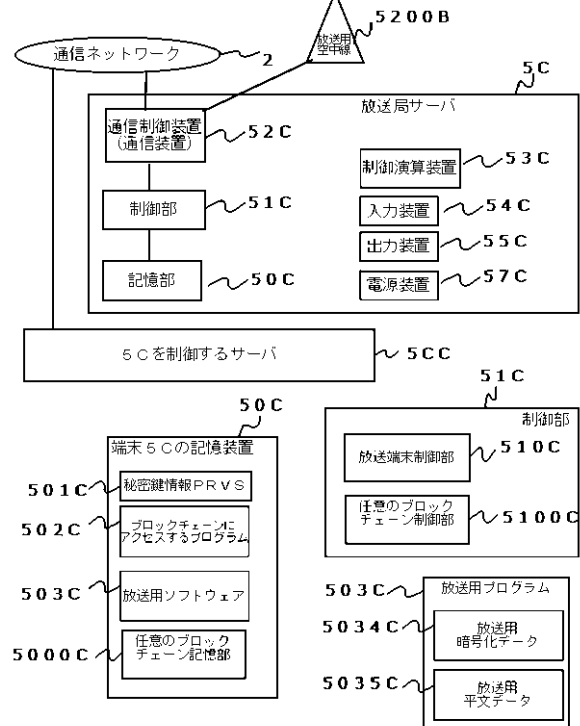 5200B
放送用
空中線
通信ネットワーク
2
5C
放送局サーバ
通信制御装置
(通信装置)
52C
制御部
51C
記憶部
50C
制御演算装置
53C
入力装置
54C
出力装置
55C
電源装置
57C
5Cを制御するサーバ
5CC
50C
端末5Cの記憶装置
501C
秘密鍵情報PRVS
502C
ブロックチェーンに
アクセスするプログラム
503C
放送用ソフトウェア
5000C
任意のブロック
チェーン記憶部
51C
制御部
放送端末制御部
510C
任意のブロック
チェーン制御部
5100C
503C
放送用プログラム
5034C
放送用
暗号化データ
5035C
放送用
平文データ